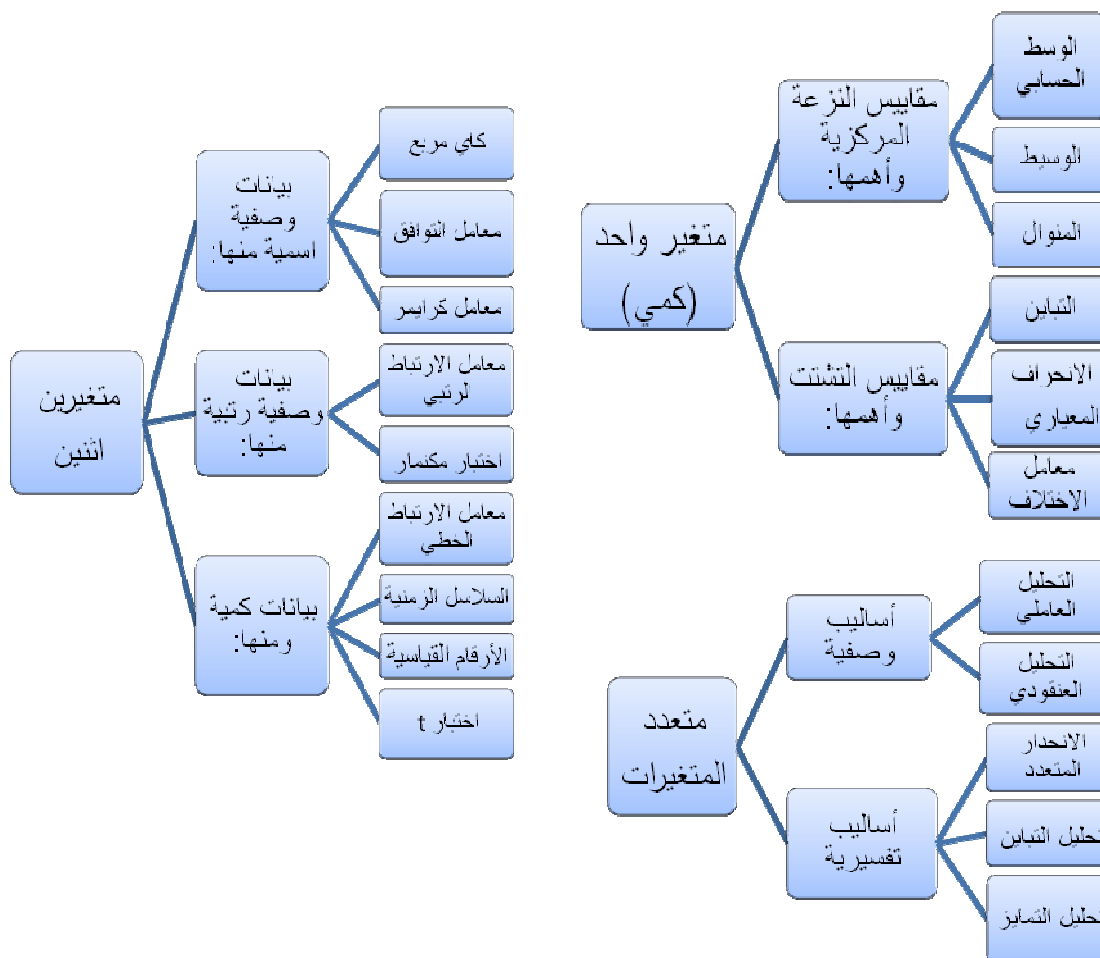 متغير واحد
(كمي)
مقاييس النزعة
المركزية
وأهمها:
الوسط
الحسابي
الوسيط
المنوال
مقاييس التشتت
وأهمها:
التباين
الانحراف
المعياري
معامل
الاختلاف
متغيرين
اثنين
بيانات
وصفية
اسمية منها:
كاي مربع
معامل التوافق
معامل كرايمر
بيانات
وصفية رتبية
منها:
معامل الارتباط
لرتبي
اختبار مكنمار
بيانات كمية
ومنها:
معامل الارتباط
الخطي
السلاسل الزمنية
الأرقام القياسية
اختبار t
متعدد
المتغيرات
أساليب
وصفية
التحليل
العاملي
التحليل
العنقودي
أساليب
تفسيرية
الانحدار
المتعدد
تحليل التباين
تحليل التمايز